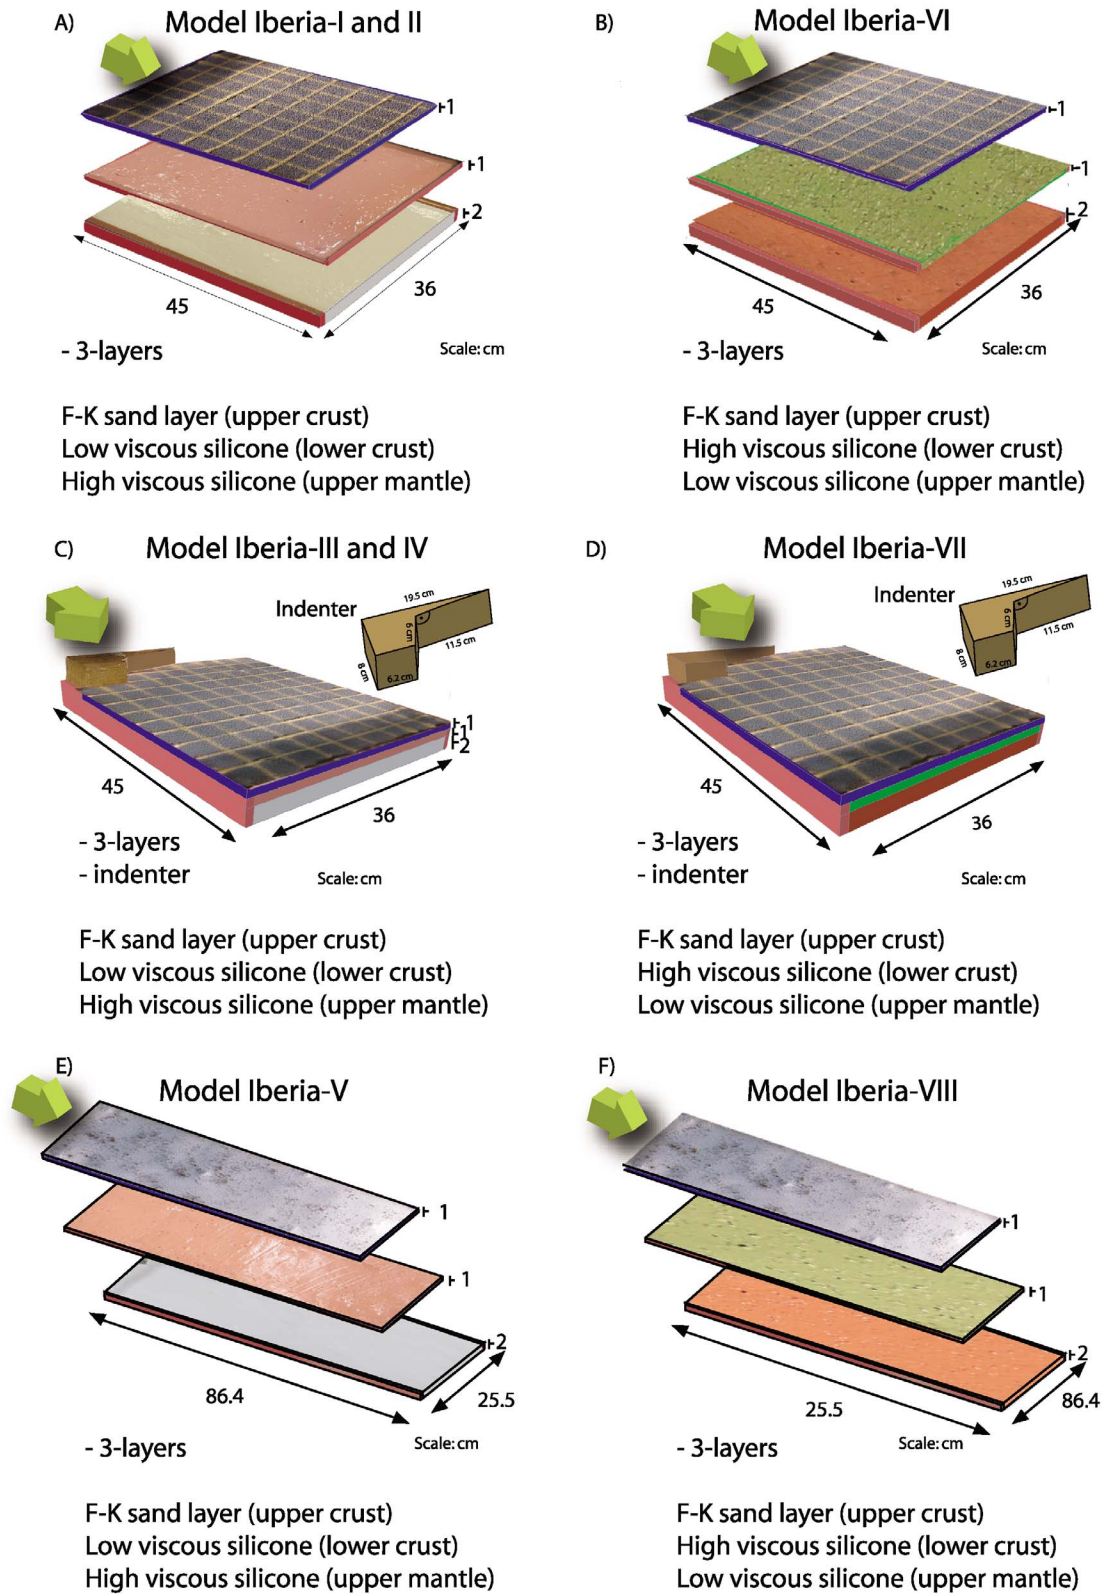 A) Model Iberia-I and II
1
1
2
45
36
- 3-layers
Scale: cm
F-K sand layer (upper crust)
Low viscous silicone (lower crust)
High viscous silicone (upper mantle)
B) Model Iberia-VI
1
1
2
45
36
- 3-layers
Scale: cm
F-K sand layer (upper crust)
High viscous silicone (lower crust)
Low viscous silicone (upper mantle)
C) Model Iberia-III and IV
Indenter
19.5 cm
6 cm
11.5 cm
8 cm
6.2 cm
1
1
2
45
36
- 3-layers
- indenter
Scale: cm
F-K sand layer (upper crust)
Low viscous silicone (lower crust)
High viscous silicone (upper mantle)
D) Model Iberia-VII
Indenter
19.5 cm
6 cm
11.5 cm
8 cm
6.2 cm
45
36
- 3-layers
- indenter
Scale: cm
F-K sand layer (upper crust)
High viscous silicone (lower crust)
Low viscous silicone (upper mantle)
E) Model Iberia-V
1
1
2
86.4
25.5
- 3-layers
Scale: cm
F-K sand layer (upper crust)
Low viscous silicone (lower crust)
High viscous silicone (upper mantle)
F) Model Iberia-VIII
1
1
2
25.5
86.4
- 3-layers
Scale: cm
F-K sand layer (upper crust)
High viscous silicone (lower crust)
Low viscous silicone (upper mantle)